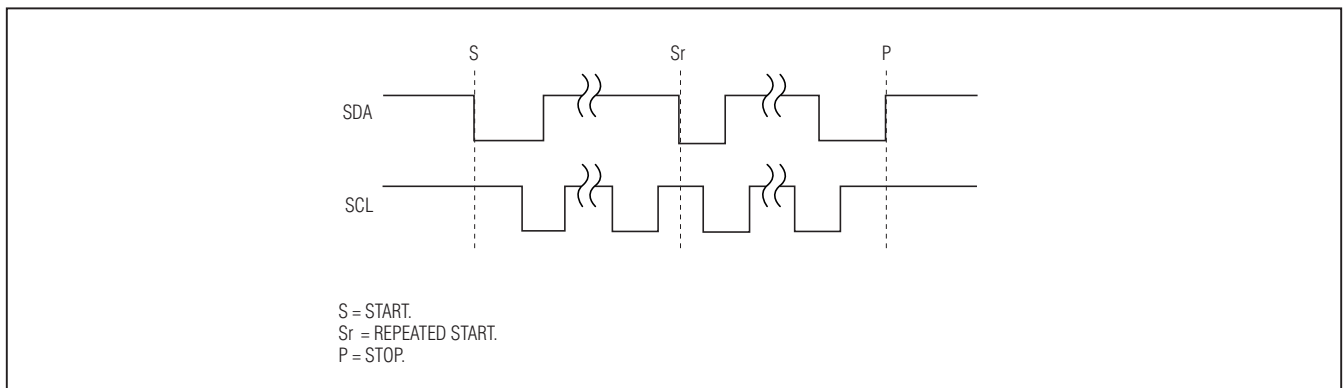 S Sr P
SDA
SCL
S = START.
Sr = REPEATED START.
P = STOP.